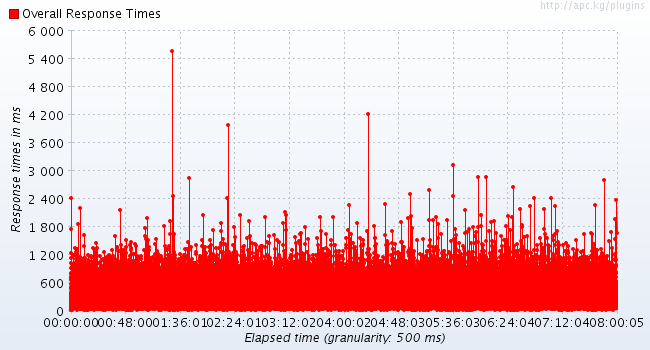 http://apc.kg/plugins
Overall Response Times
6 000
5 400
4 800
4 200
3 600
3 000
2 400
1 800
1 200
600
0
Response times in ms
00:00:00 00:48:00 01:36:01 02:24:01 03:12:02 04:00:02 04:48:03 05:36:03 06:24:04 07:12:04 08:00:05
Elapsed time (granularity: 500 ms)